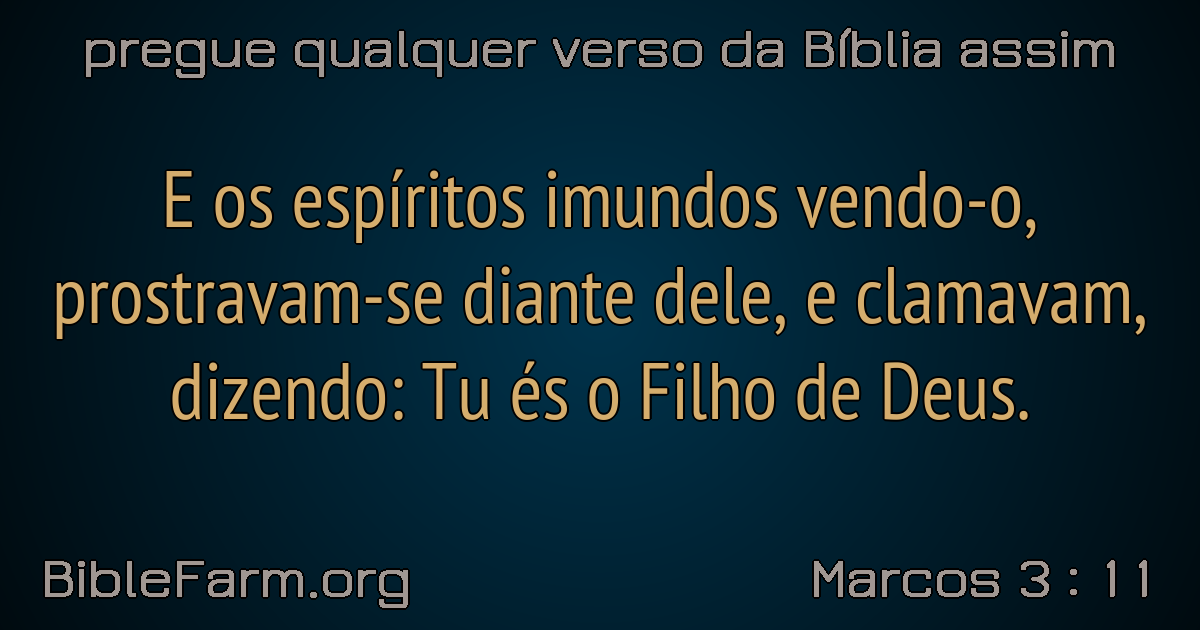 pregue qualquer verso da Bíblia assim
E os espíritos imundos vendo-o,
prostravam-se diante dele, e clamavam,
dizendo: Tu és o Filho de Deus.
BibleFarm.org
Marcos 3 : 11